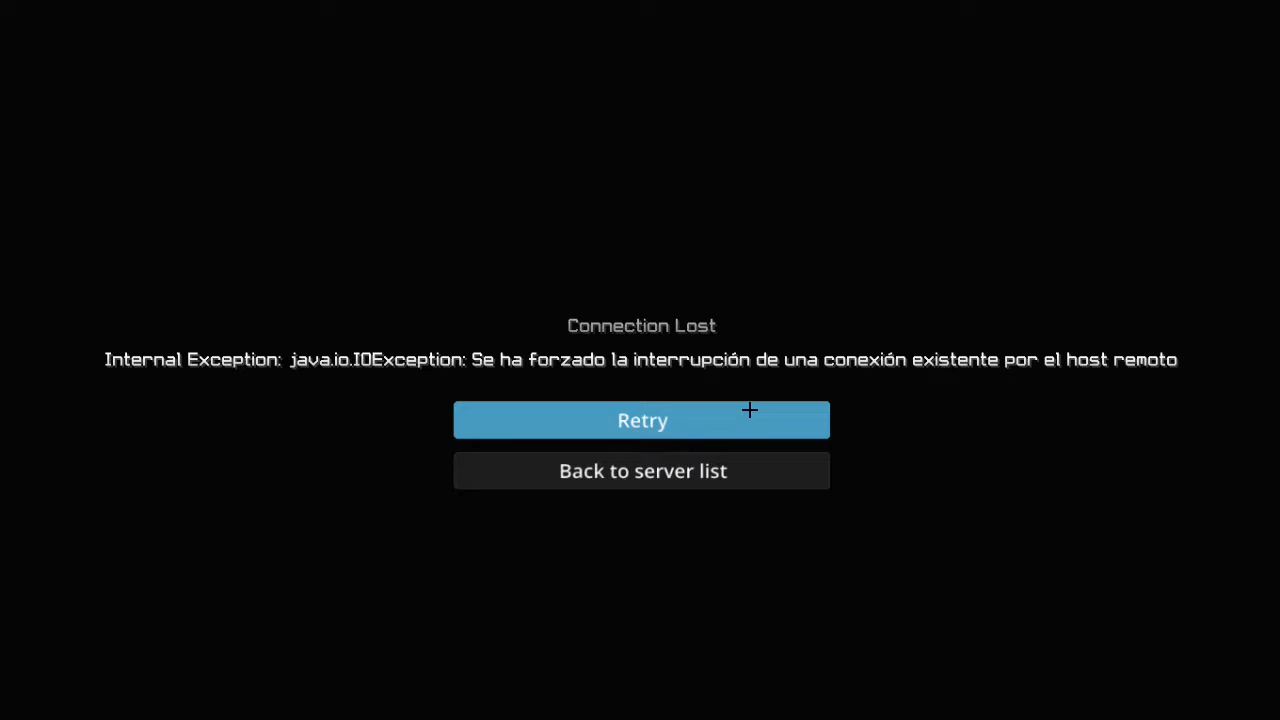 Connection Lost
Internal Exception: java.io.IOException: Se ha forzado la interrupción de una conexión existente por el host remoto
Retry
Back to server list